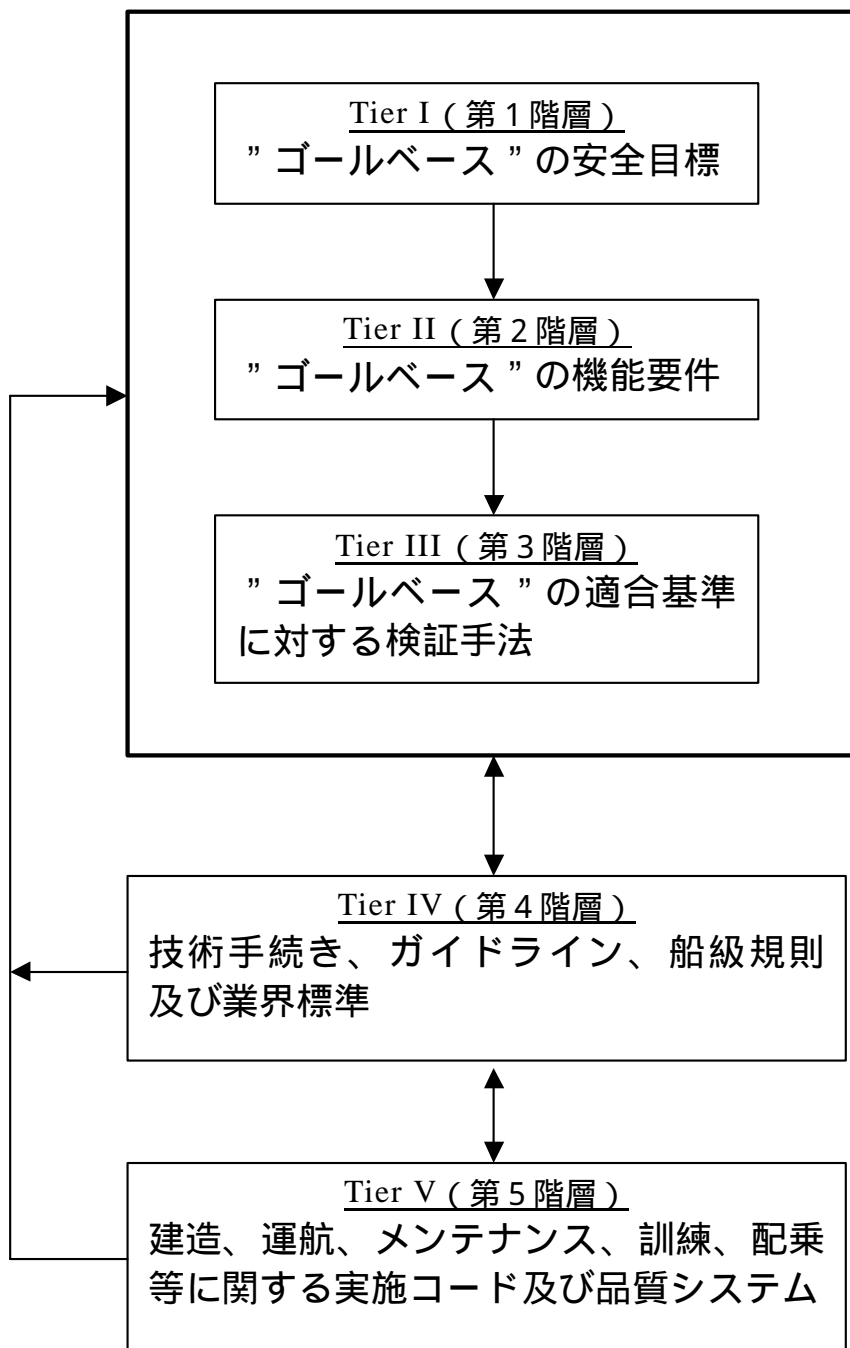 Tier I（第１階層）
”ゴールベース”の安全目標
Tier II（第２階層）
”ゴールベース”の機能要件
Tier III（第３階層）
”ゴールベース”の適合基準
に対する検証手法
Tier IV（第４階層）
技術手続き、ガイドライン、船級規則
及び業界標準
Tier V（第５階層）
建造、運航、メンテナンス、訓練、配乗
等に関する実施コード及び品質システム